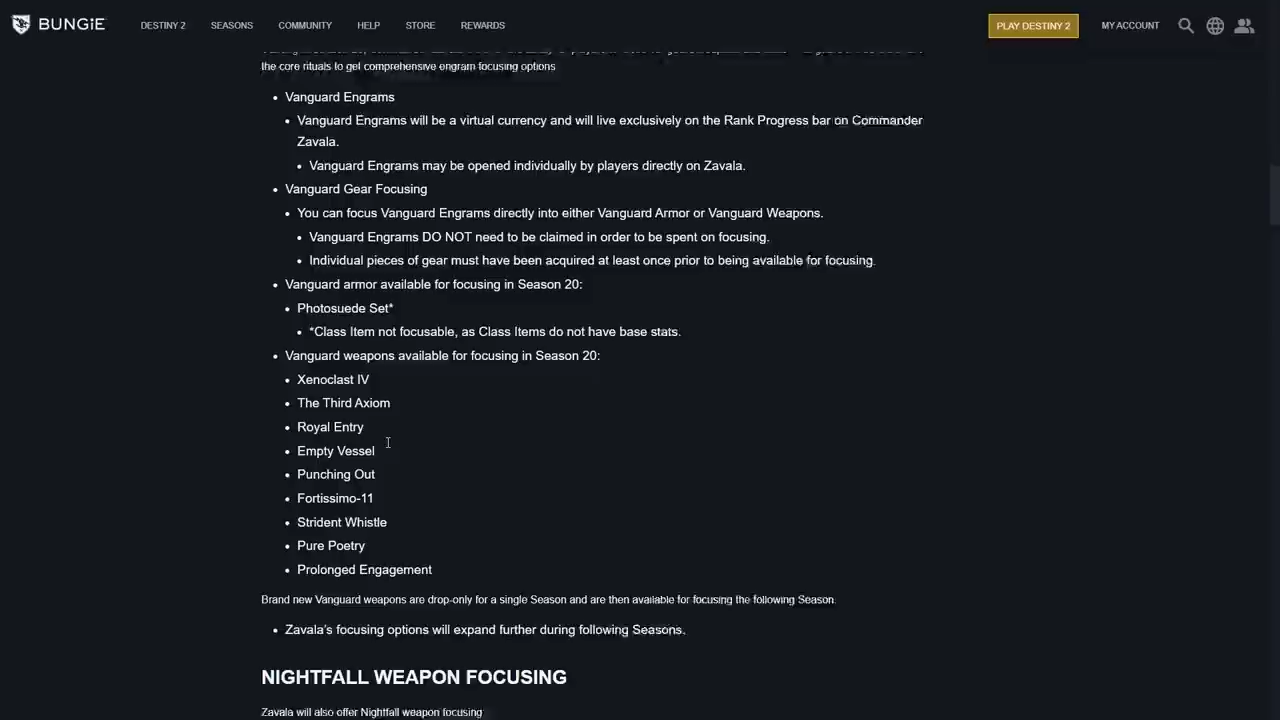 BUNGiE
DESTINY 2
SEASONS
COMMUNITY
HELP
STORE
REWARDS
PLAY DESTINY 2
MY ACCOUNT
the core rituals to get comprehensive engram focusing options
Vanguard Engrams
Vanguard Engrams will be a virtual currency and will live exclusively on the Rank Progress bar on Commander
Zavala.
Vanguard Engrams may be opened individually by players directly on Zavala.
Vanguard Gear Focusing
You can focus Vanguard Engrams directly into either Vanguard Armor or Vanguard Weapons.
Vanguard Engrams DO NOT need to be claimed in order to be spent on focusing.
Individual pieces of gear must have been acquired at least once prior to being available for focusing.
Vanguard armor available for focusing in Season 20:
Photosuede Set*
*Class Item not focusable, as Class Items do not have base stats.
Vanguard weapons available for focusing in Season 20:
Xenoclast IV
The Third Axiom
Royal Entry
Empty Vessel
Punching Out
Fortissimo-11
Strident Whistle
Pure Poetry
Prolonged Engagement
Brand new Vanguard weapons are drop-only for a single Season and are then available for focusing the following Season.
Zavala's focusing options will expand further during following Seasons.
NIGHTFALL WEAPON FOCUSING
Zavala will also offer Nightfall weapon focusing